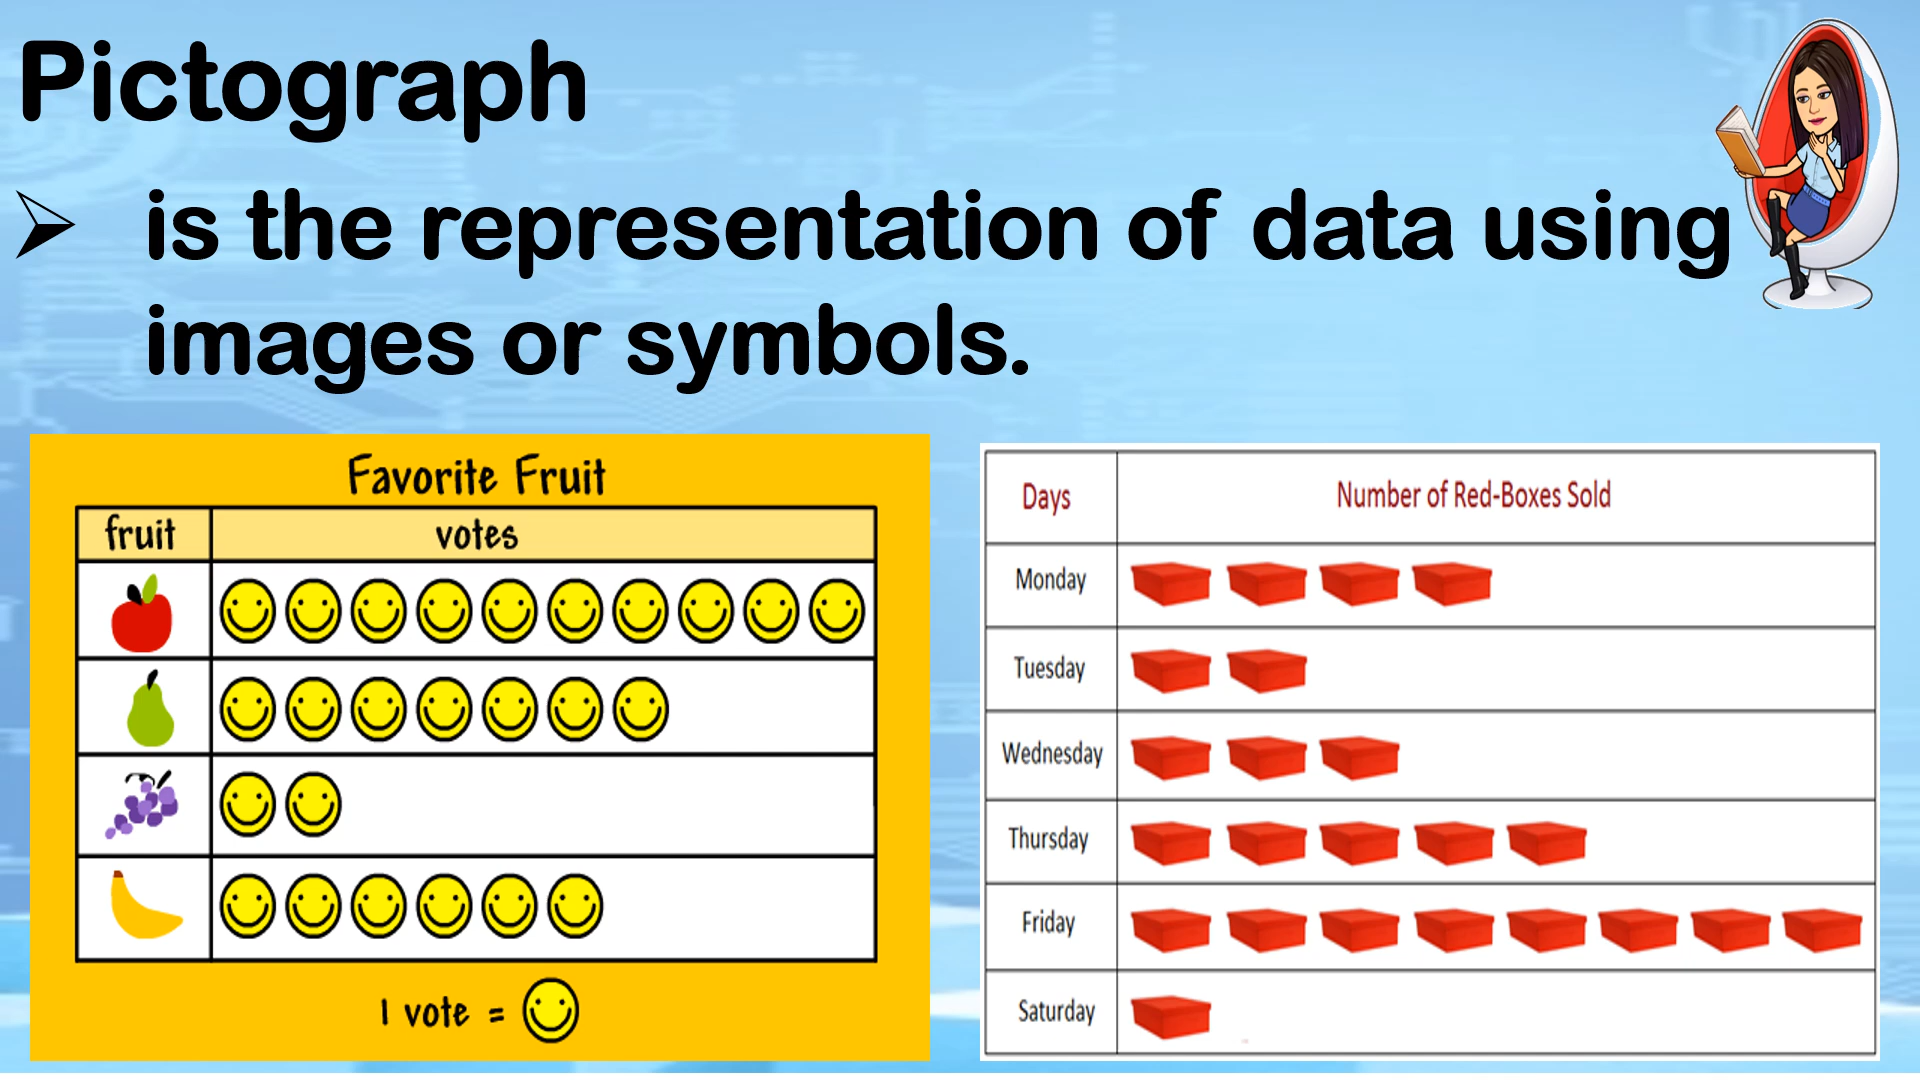 Pictograph
is the representation of data using
images or symbols.
Favorite Fruit
fruit votes
1 vote =
Days Number of Red-Boxes Sold
Monday
Tuesday
Wednesday
Thursday
Friday
Saturday